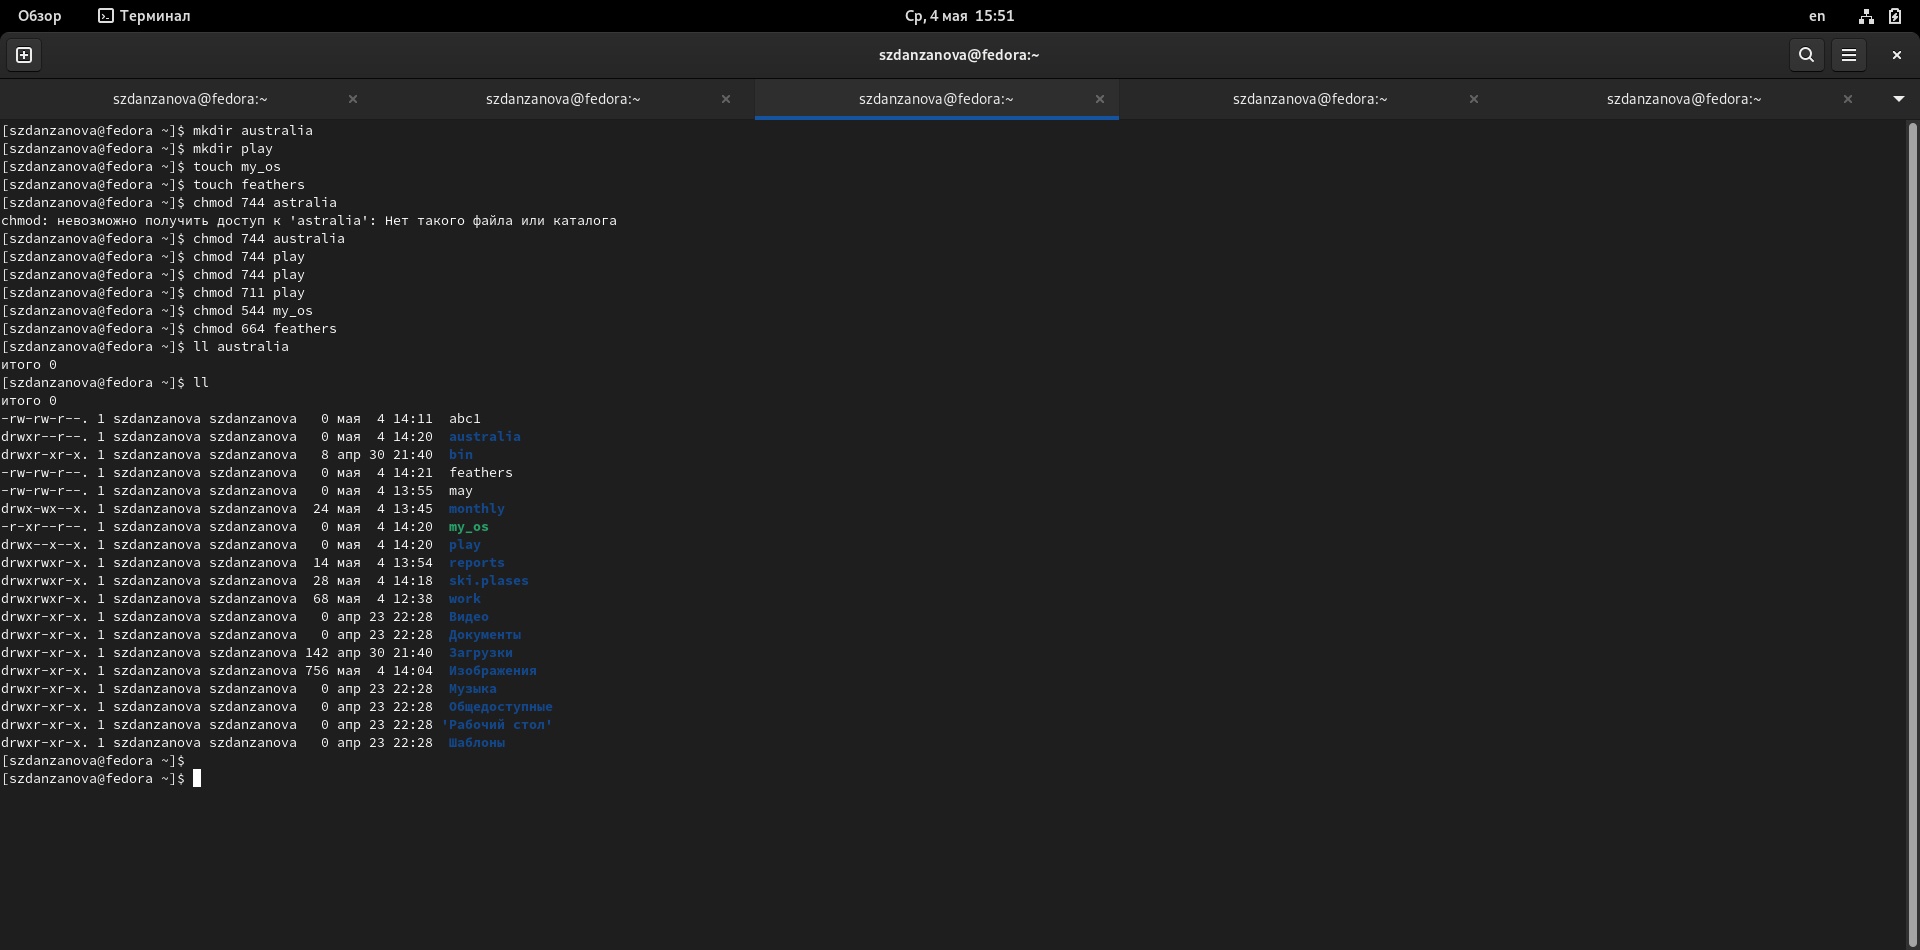 Обзор Терминал Ср, 4 мая 15:51 en
szdanzanova@fedora:~
szdanzanova@fedora:~ szdanzanova@fedora:~ szdanzanova@fedora:~ szdanzanova@fedora:~ szdanzanova@fedora:~
[szdanzanova@fedora ~]$ mkdir australia
[szdanzanova@fedora ~]$ mkdir play
[szdanzanova@fedora ~]$ touch my_os
[szdanzanova@fedora ~]$ touch feathers
[szdanzanova@fedora ~]$ chmod 744 astralia
chmod: невозможно получить доступ к 'astralia': Нет такого файла или каталога
[szdanzanova@fedora ~]$ chmod 744 australia
[szdanzanova@fedora ~]$ chmod 744 play
[szdanzanova@fedora ~]$ chmod 744 play
[szdanzanova@fedora ~]$ chmod 711 play
[szdanzanova@fedora ~]$ chmod 544 my_os
[szdanzanova@fedora ~]$ chmod 664 feathers
[szdanzanova@fedora ~]$ ll australia
итого 0
[szdanzanova@fedora ~]$ ll
итого 0
-rw-rw-r--. 1 szdanzanova szdanzanova   0 мая  4 14:11  abc1
drwxr--r--. 1 szdanzanova szdanzanova   0 мая  4 14:20  australia
drwxr-xr-x. 1 szdanzanova szdanzanova   8 апр 30 21:40  bin
-rw-rw-r--. 1 szdanzanova szdanzanova   0 мая  4 14:21  feathers
-rw-rw-r--. 1 szdanzanova szdanzanova   0 мая  4 13:55  may
drwx-wx--x. 1 szdanzanova szdanzanova  24 мая  4 13:45  monthly
-r-xr--r--. 1 szdanzanova szdanzanova   0 мая  4 14:20  my_os
drwx--x--x. 1 szdanzanova szdanzanova   0 мая  4 14:20  play
drwxrwxr-x. 1 szdanzanova szdanzanova  14 мая  4 13:54  reports
drwxrwxr-x. 1 szdanzanova szdanzanova  28 мая  4 14:18  ski.plases
drwxrwxr-x. 1 szdanzanova szdanzanova  68 мая  4 12:38  work
drwxr-xr-x. 1 szdanzanova szdanzanova   0 апр 23 22:28  Видео
drwxr-xr-x. 1 szdanzanova szdanzanova   0 апр 23 22:28  Документы
drwxr-xr-x. 1 szdanzanova szdanzanova 142 апр 30 21:40  Загрузки
drwxr-xr-x. 1 szdanzanova szdanzanova 756 мая  4 14:04  Изображения
drwxr-xr-x. 1 szdanzanova szdanzanova   0 апр 23 22:28  Музыка
drwxr-xr-x. 1 szdanzanova szdanzanova   0 апр 23 22:28  Общедоступные
drwxr-xr-x. 1 szdanzanova szdanzanova   0 апр 23 22:28 'Рабочий стол'
drwxr-xr-x. 1 szdanzanova szdanzanova   0 апр 23 22:28  Шаблоны
[szdanzanova@fedora ~]$
[szdanzanova@fedora ~]$